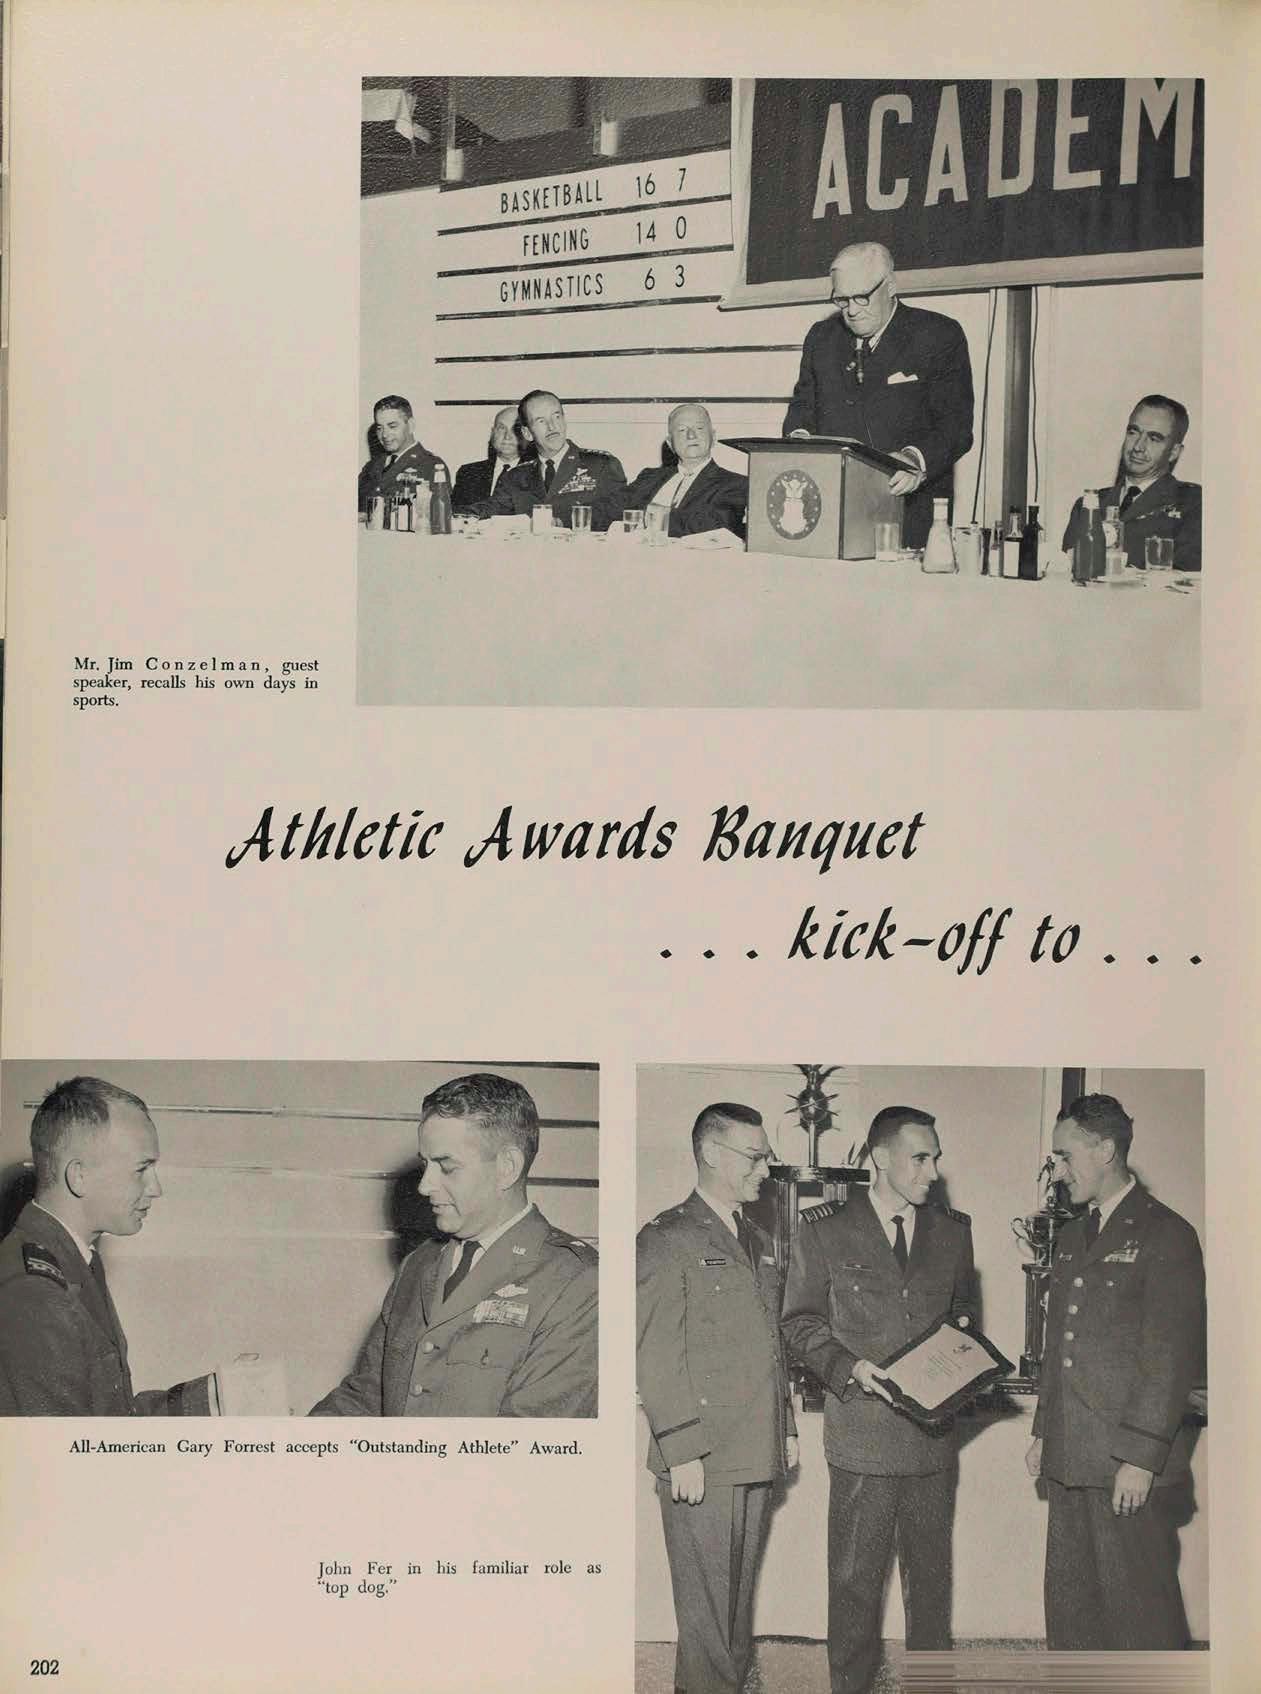 ACADEM
BASKETBALL 16 7
FENCING 14 0
GYMNASTICS 6 3
Mr. Jim Conzelman, guest
speaker, recalls his own days in
sports.
Athletic Awards Banquet
. . . kick-off to . . .
All-American Gary Forrest accepts "Outstanding Athlete" Award.
John Fer in his familiar role as
"top dog."
202